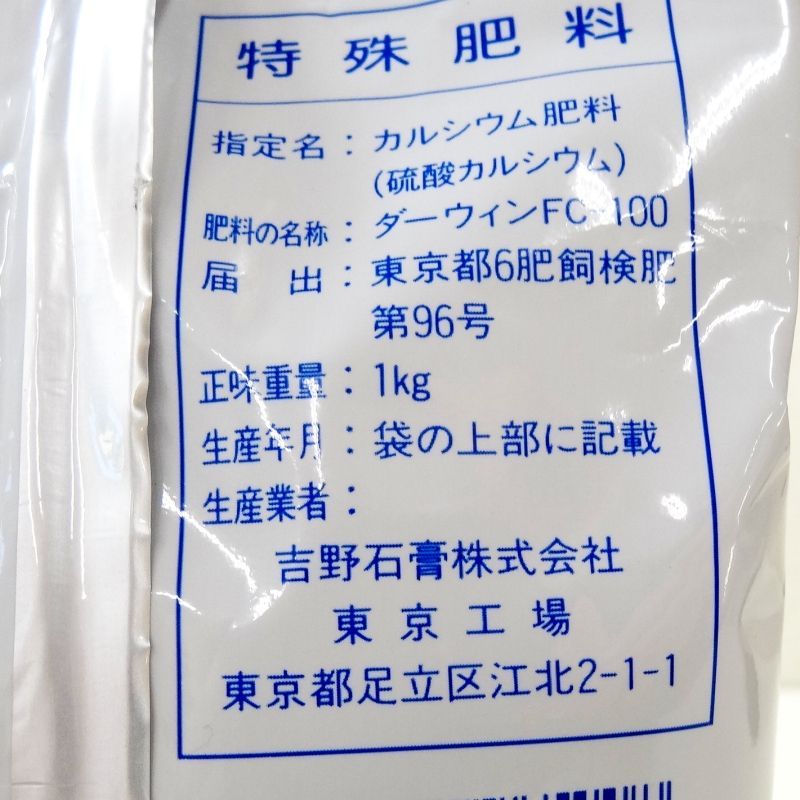 特殊肥料
指定名：カルシウム肥料
(硫酸カルシウム)
肥料の名称：ダーウィンFC-100
届出：東京都6肥飼検肥
第96号
正味重量：1kg
生産年月：袋の上部に記載
生産業者：
吉野石膏株式会社
東京工場
東京都足立区江北2-1-1